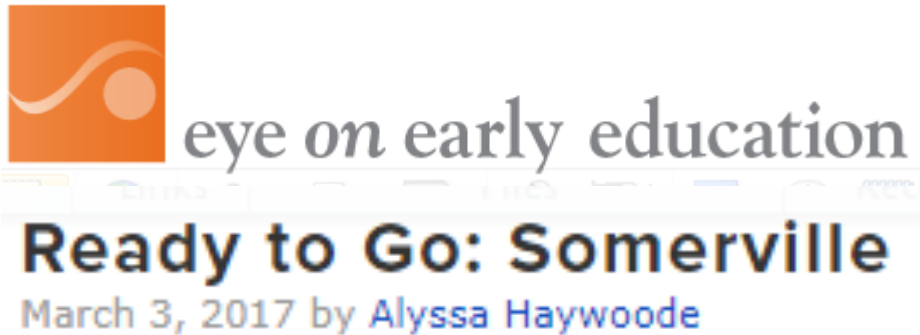 eye on early education
Ready to Go: Somerville
March 3, 2017 by Alyssa Haywoode